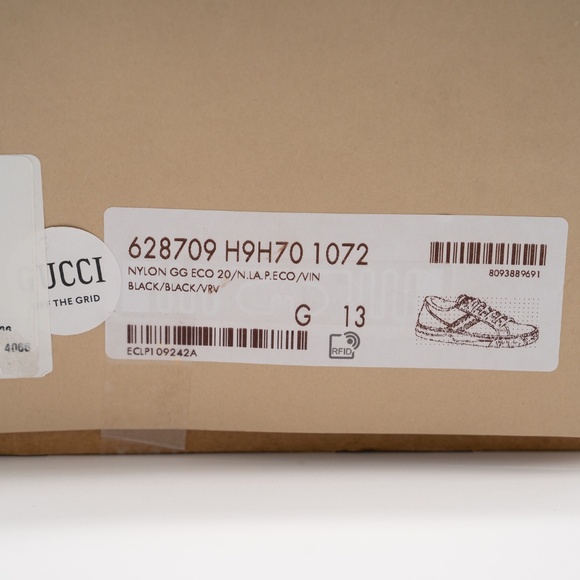 628709 H9H70 1072
NYLON GG ECO 20/N.LA.P.ECO/VIN
BLACK/BLACK/VRV
G 13
ECLP109242A
8093889691
RFID
UCCI
THE GRID
4066